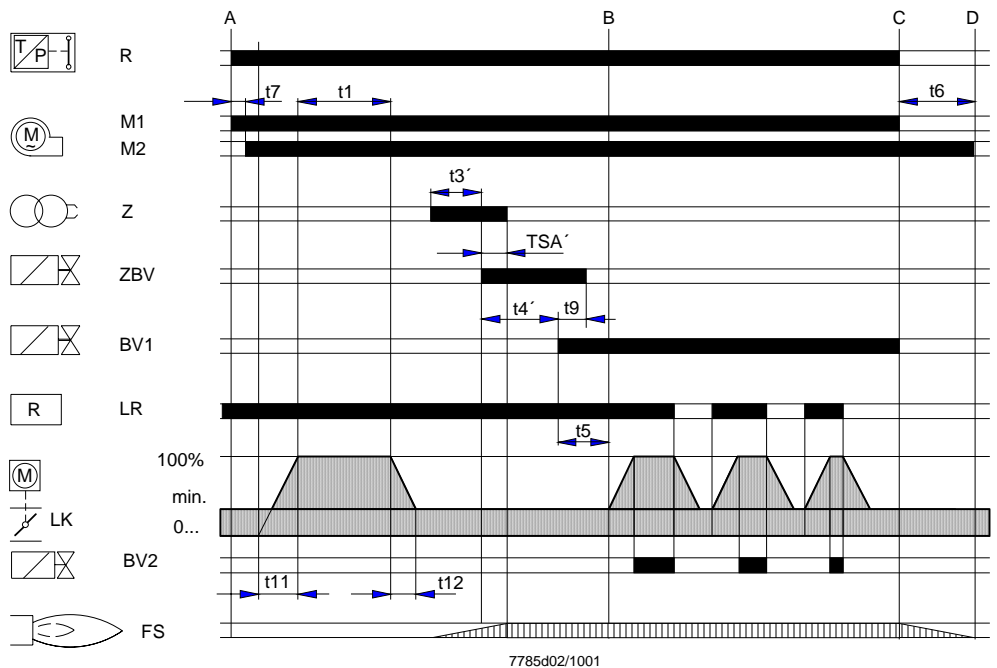 A B C D
T P R
t7 t1 t6
M1
M ~
M2
t3´
Z
TSA´
ZBV
t4´ t9
BV1
R LR
t5
100%
M
min.
LK
0...
BV2
t11 t12
FS
7785d02/1001